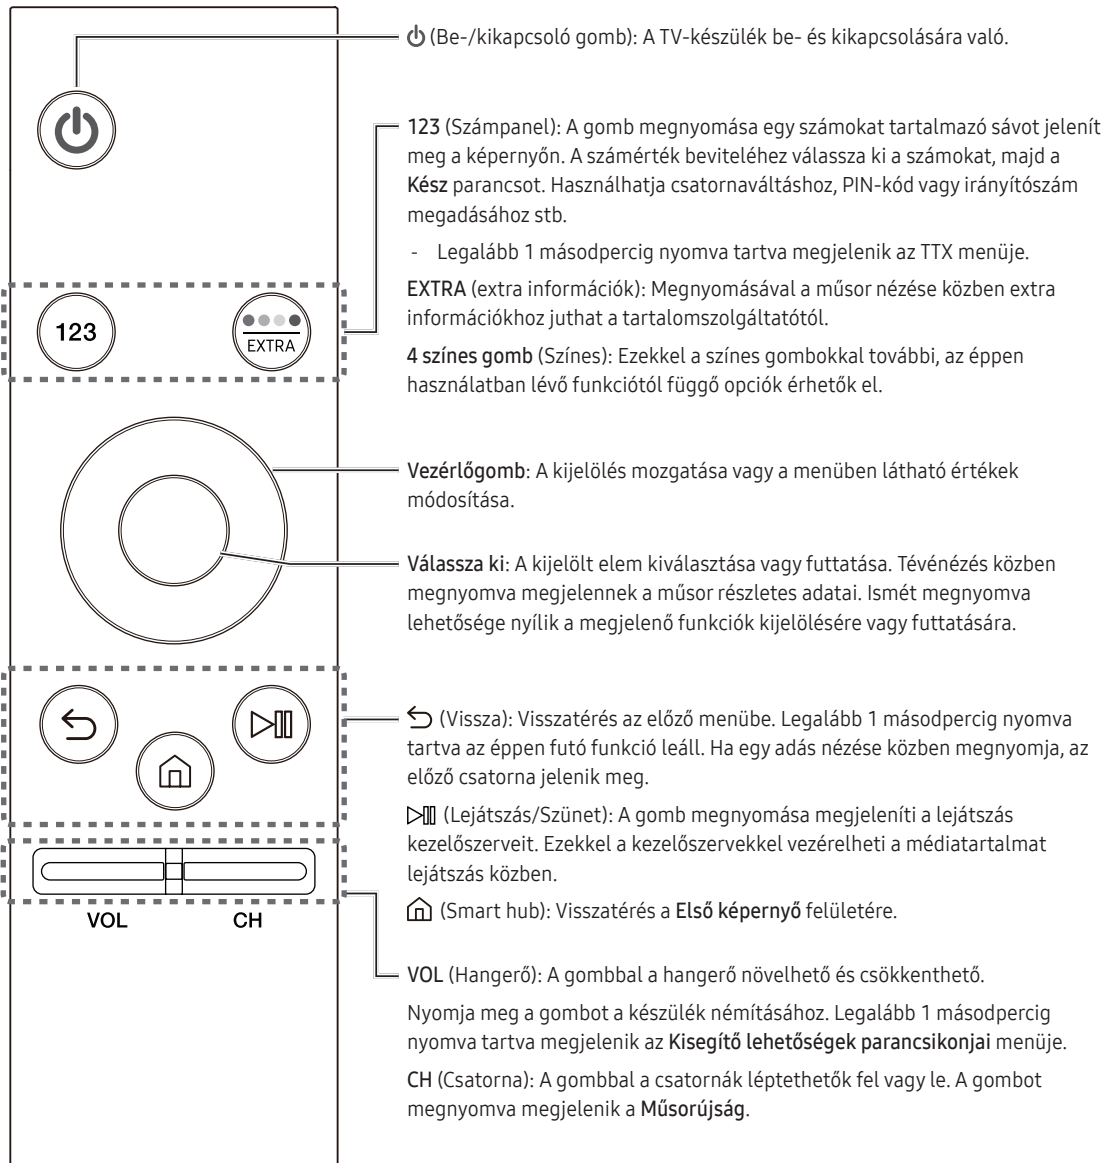 (Be-/kikapcsoló gomb): A TV-készülék be- és kikapcsolására való.
123 (Számpanel): A gomb megnyomása egy számokat tartalmazó sávot jelenít
meg a képernyőn. A számérték beviteléhez válassza ki a számokat, majd a
Kész parancsot. Használhatja csatornaváltáshoz, PIN-kód vagy irányítószám
megadásához stb.
- Legalább 1 másodpercig nyomva tartva megjelenik az TTX menüje.
EXTRA (extra információk): Megnyomásával a műsor nézése közben extra
információkhoz juthat a tartalomszolgáltatótól.
4 színes gomb (Színes): Ezekkel a színes gombokkal további, az éppen
használatban lévő funkciótól függő opciók érhetők el.
123
EXTRA
Vezérlőgomb: A kijelölés mozgatása vagy a menüben látható értékek
módosítása.
Válassza ki: A kijelölt elem kiválasztása vagy futtatása. Tévénézés közben
megnyomva megjelennek a műsor részletes adatai. Ismét megnyomva
lehetősége nyílik a megjelenő funkciók kijelölésére vagy futtatására.
(Vissza): Visszatérés az előző menübe. Legalább 1 másodpercig nyomva
tartva az éppen futó funkció leáll. Ha egy adás nézése közben megnyomja, az
előző csatorna jelenik meg.
(Lejátszás/Szünet): A gomb megnyomása megjeleníti a lejátszás
kezelőszerveit. Ezekkel a kezelőszervekkel vezérelheti a médiatartalmat
lejátszás közben.
(Smart hub): Visszatérés a Első képernyő felületére.
VOL
CH
VOL (Hangerő): A gombbal a hangerő növelhető és csökkenthető.
Nyomja meg a gombot a készülék némításához. Legalább 1 másodpercig
nyomva tartva megjelenik az Kisegítő lehetőségek parancsikonjai menüje.
CH (Csatorna): A gombbal a csatornák léptethetők fel vagy le. A gombot
megnyomva megjelenik a Műsorújság.